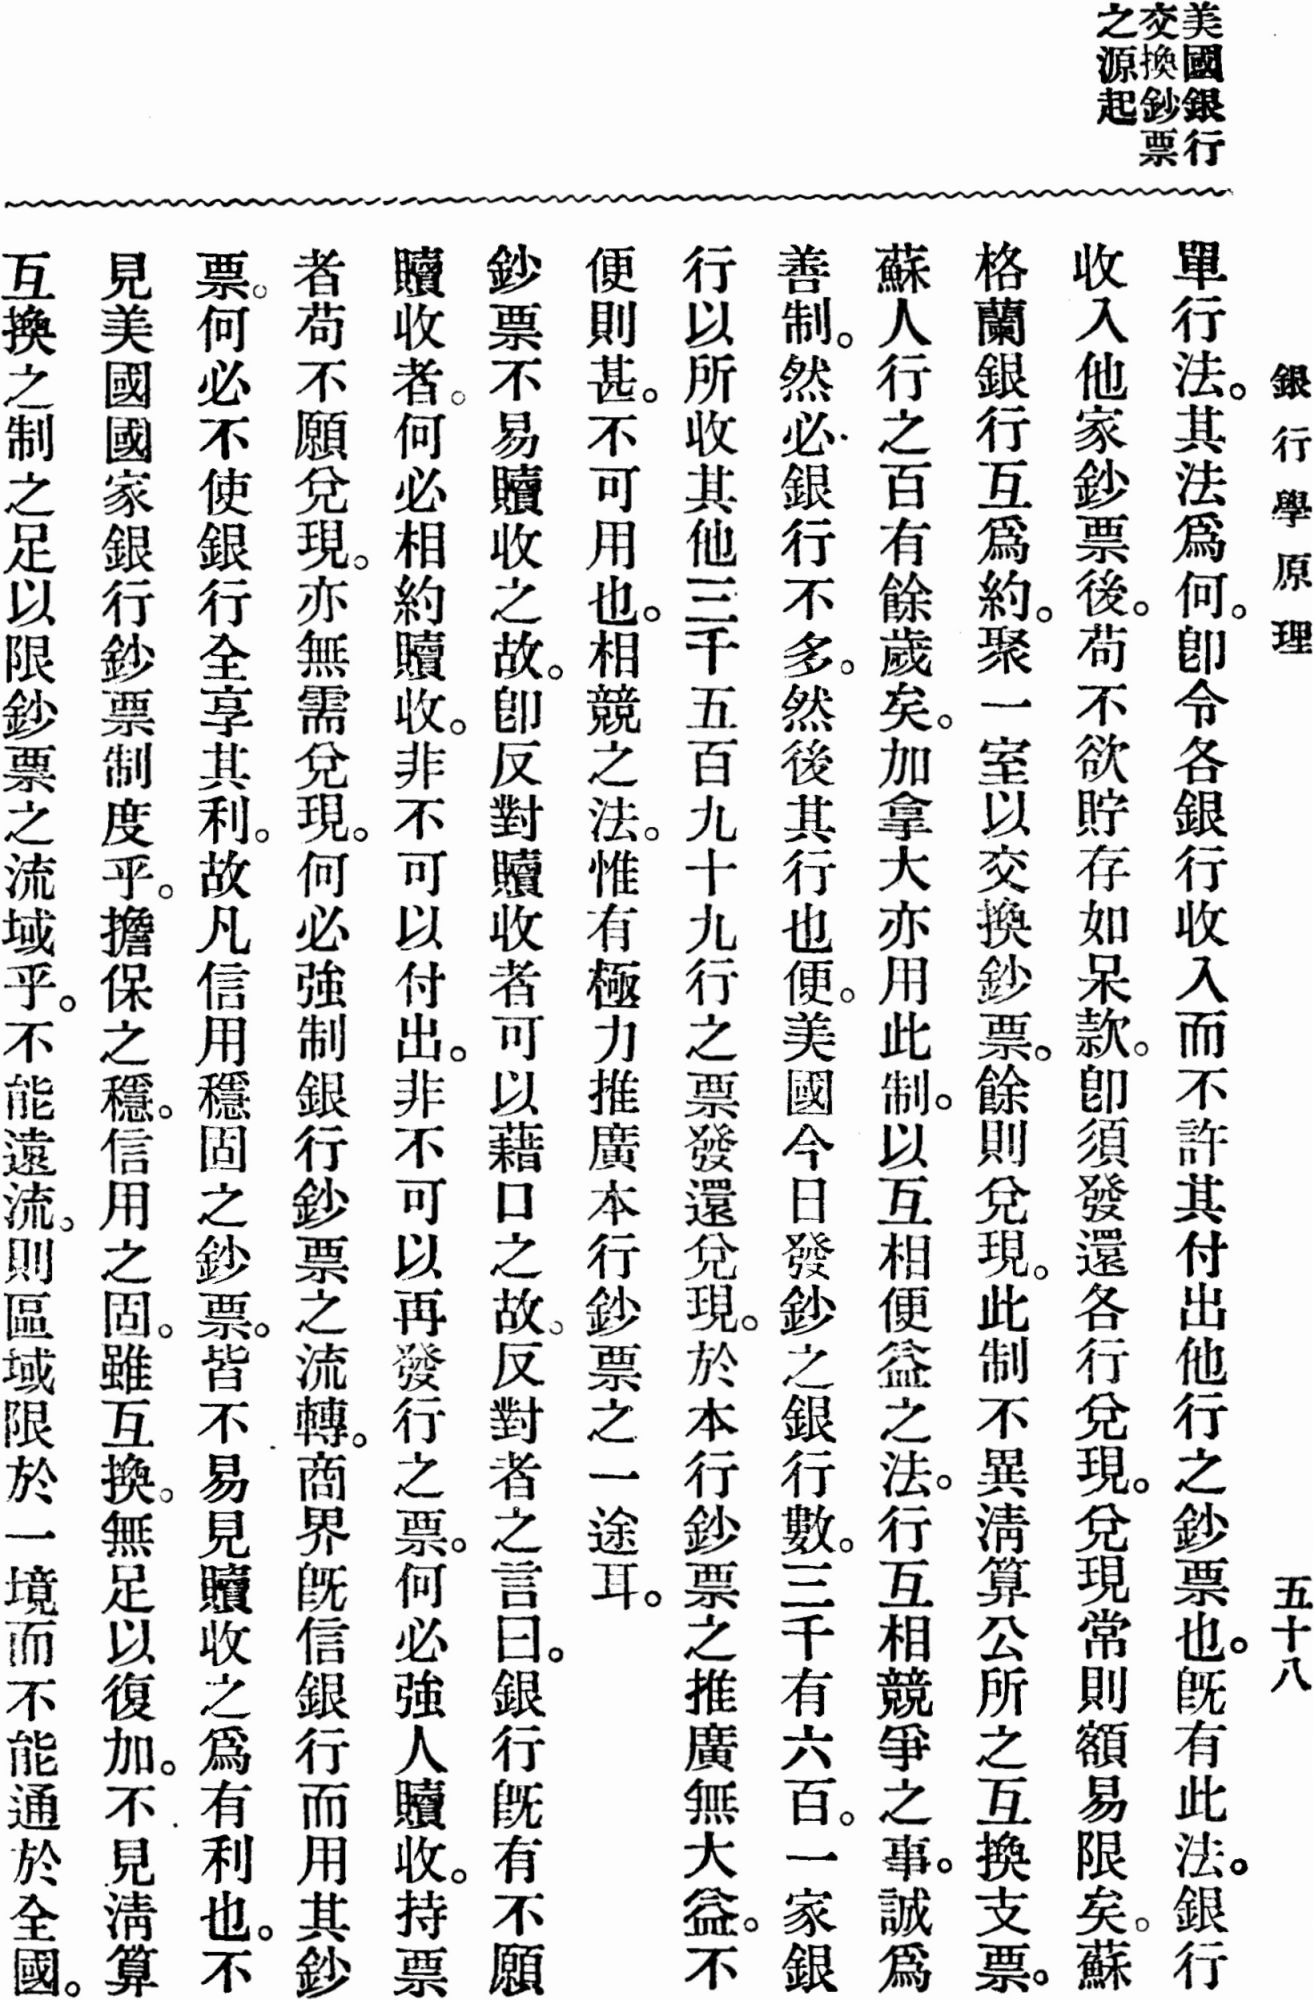 銀行學原理
五十八
美國銀行
交換鈔票
之源起
單行法。其法爲何。卽令各銀行收入而不許其付出他行之鈔票也。旣有此法。銀行
收入他家鈔票後。苟不欲貯存如呆款。卽須發還各行兌現。兌現常則額易限矣。蘇
格蘭銀行互爲約。聚一室以交換鈔票。餘則兌現。此制不異淸算公所之互換支票。
蘇人行之百有餘歲矣。加拿大亦用此制。以互相便益之法。行互相競爭之事。誠爲
善制。然必銀行不多。然後其行也便。美國今日發鈔之銀行數。三千有六百。一家銀
行以所收其他三千五百九十九行之票發還兌現。於本行鈔票之推廣無大益。不
便則甚。不可用也。相競之法。惟有極力推廣本行鈔票之一途耳。
鈔票不易贖收之故。卽反對贖收者可以藉口之故。反對者之言曰。銀行旣有不願
贖收者。何必相約贖收。非不可以付出。非不可以再發行之票。何必強人贖收。持票
者苟不願兌現。亦無需兌現。何必強制銀行鈔票之流轉。商界旣信銀行而用其鈔
票。何必不使銀行全享其利。故凡信用穩固之鈔票。皆不易見贖收之爲有利也。不
見美國國家銀行鈔票制度乎。擔保之穩。信用之固。雖互換。無足以復加。不見淸算
互換之制之足以限鈔票之流域乎。不能遠流。則區域限於一境而不能通於全國。